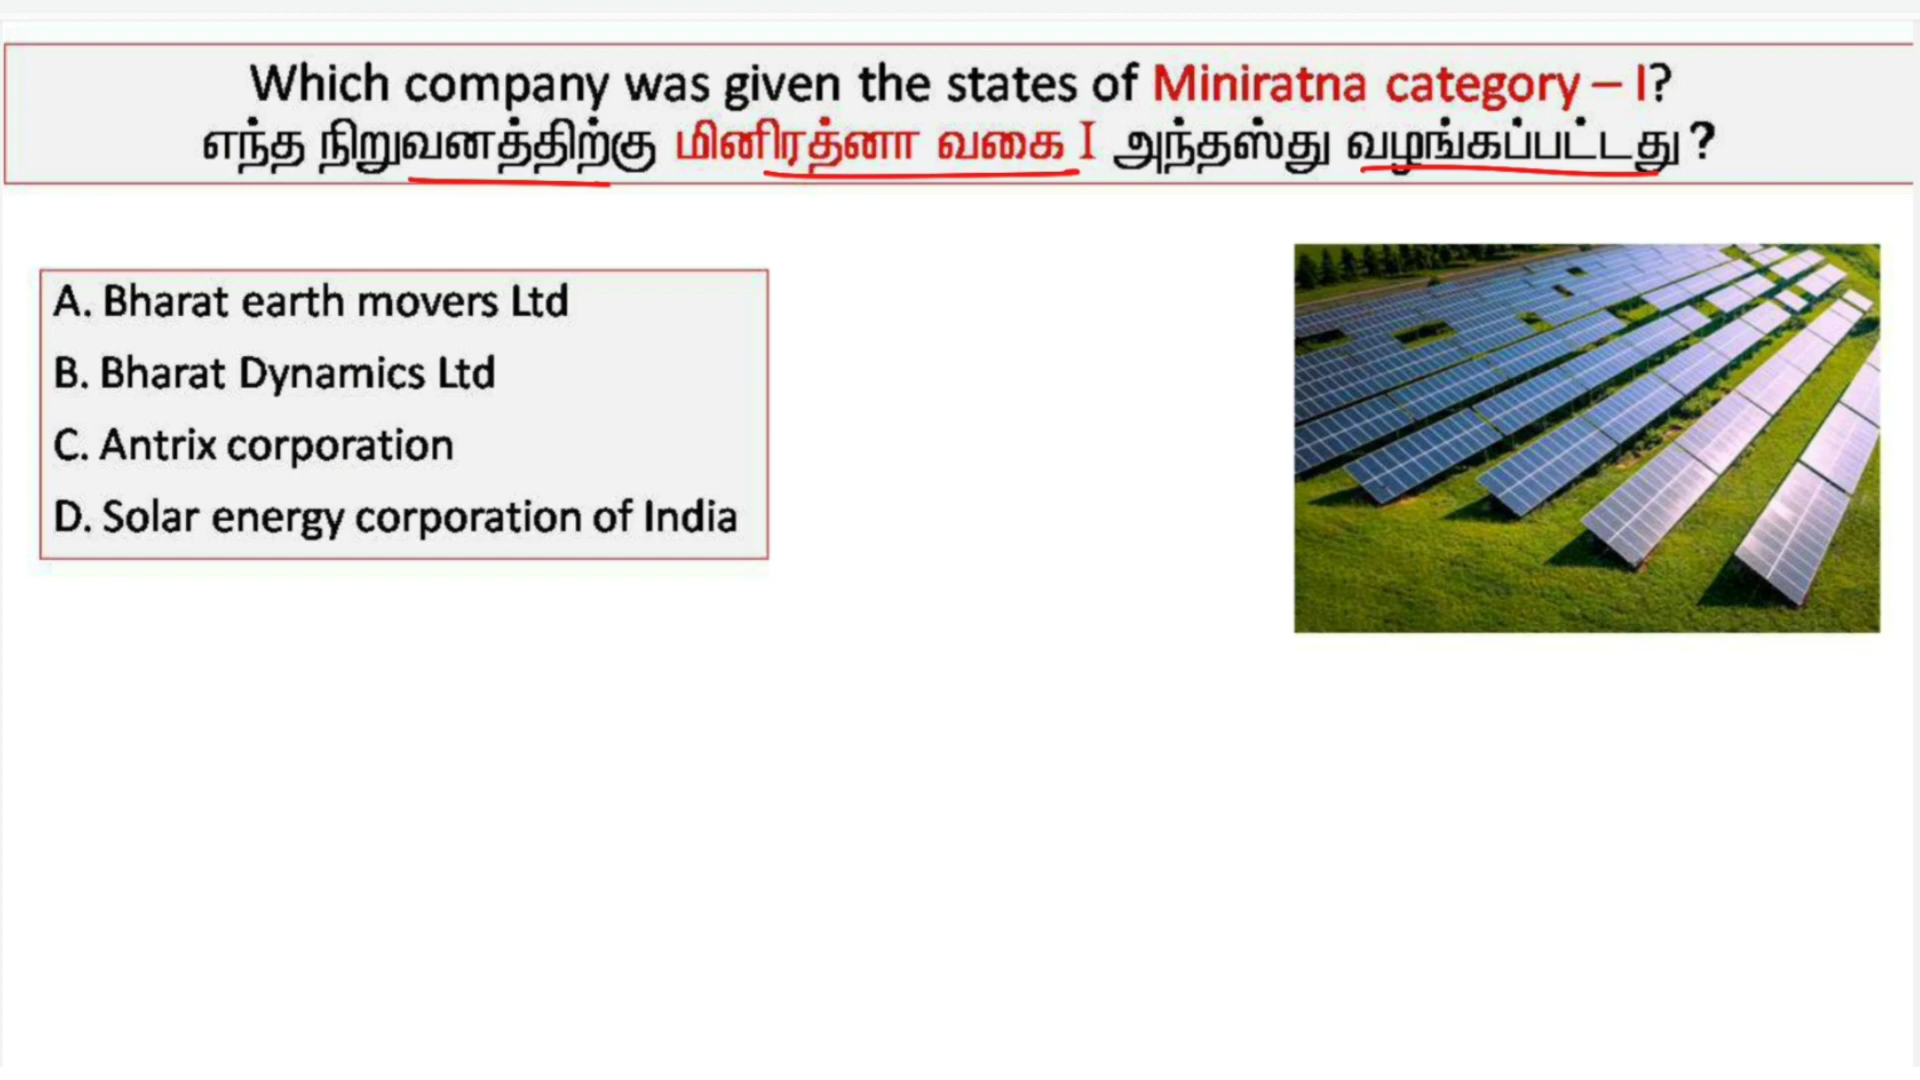 Which company was given the states of Miniratna category – I?
எந்த நிறுவனத்திற்கு மினிரத்னா வகை I அந்தஸ்து வழங்கப்பட்டது ?
A. Bharat earth movers Ltd
B. Bharat Dynamics Ltd
C. Antrix corporation
D. Solar energy corporation of India